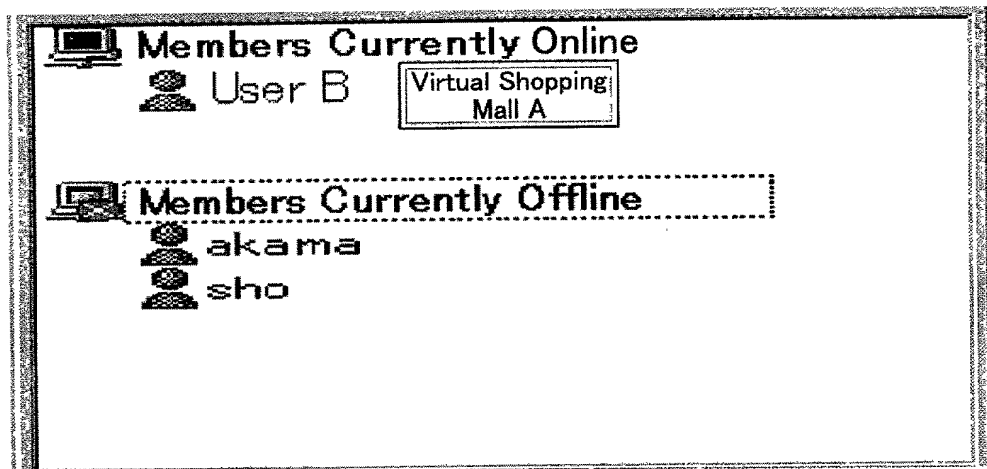 Members Currently Online
User B
Virtual Shopping
Mall A
Members Currently Offline
akama
sho